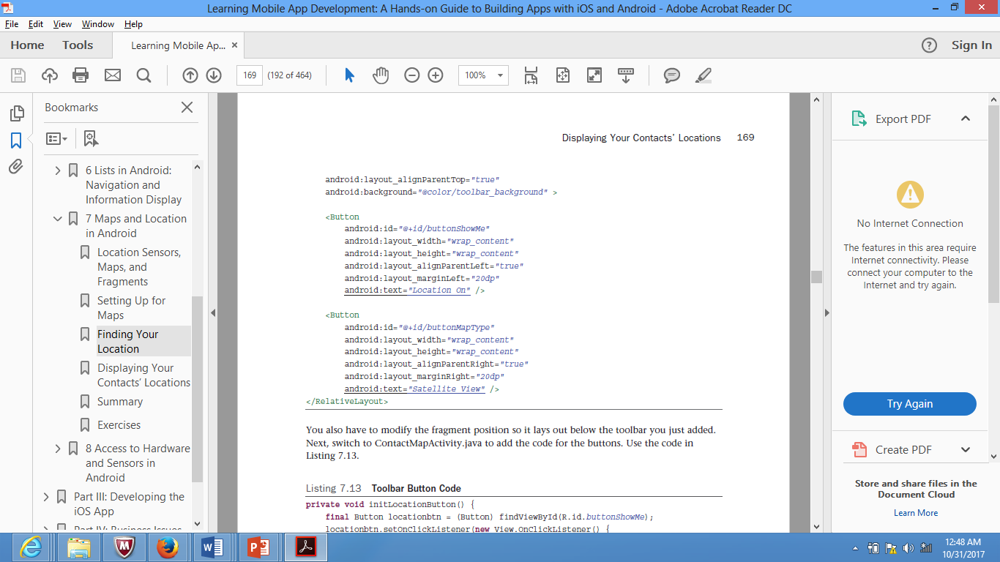 Learning Mobile App Development: A Hands-on Guide to Building Apps with iOS and Android - Adobe Acrobat Reader DC
File Edit View Window Help
Home Tools Learning Mobile Ap... × Sign In
169 (192 of 464) 100%
Bookmarks
6 Lists in Android:
Navigation and
Information Display
7 Maps and Location
in Android
Location Sensors,
Maps, and
Fragments
Setting Up for
Maps
Finding Your
Location
Displaying Your
Contacts’ Locations
Summary
Exercises
8 Access to Hardware
and Sensors in
Android
Part III: Developing the
iOS App
Part IV: Business Issues
Displaying Your Contacts’ Locations 169
android:layout_alignParentTop="true"
android:background="@color/toolbar_background" >
<Button
android:id="@+id/buttonShowMe"
android:layout_width="wrap_content"
android:layout_height="wrap_content"
android:layout_alignParentLeft="true"
android:layout_marginLeft="20dp"
android:text="Location On" />
<Button
android:id="@+id/buttonMapType"
android:layout_width="wrap_content"
android:layout_height="wrap_content"
android:layout_alignParentRight="true"
android:layout_marginRight="20dp"
android:text="Satellite View" />
</RelativeLayout>
You also have to modify the fragment position so it lays out below the toolbar you just added.
Next, switch to ContactMapActivity.java to add the code for the buttons. Use the code in
Listing 7.13.
Listing 7.13 Toolbar Button Code
private void initLocationButton() {
final Button locationbtn = (Button) findViewById(R.id.buttonShowMe);
locationbtn.setOnClickListener(new View.OnClickListener() {
Export PDF
No Internet Connection
The features in this area require
Internet connectivity. Please
connect your computer to the
Internet and try again.
Try Again
Create PDF
Store and share files in the
Document Cloud
Learn More
12:48 AM
10/31/2017